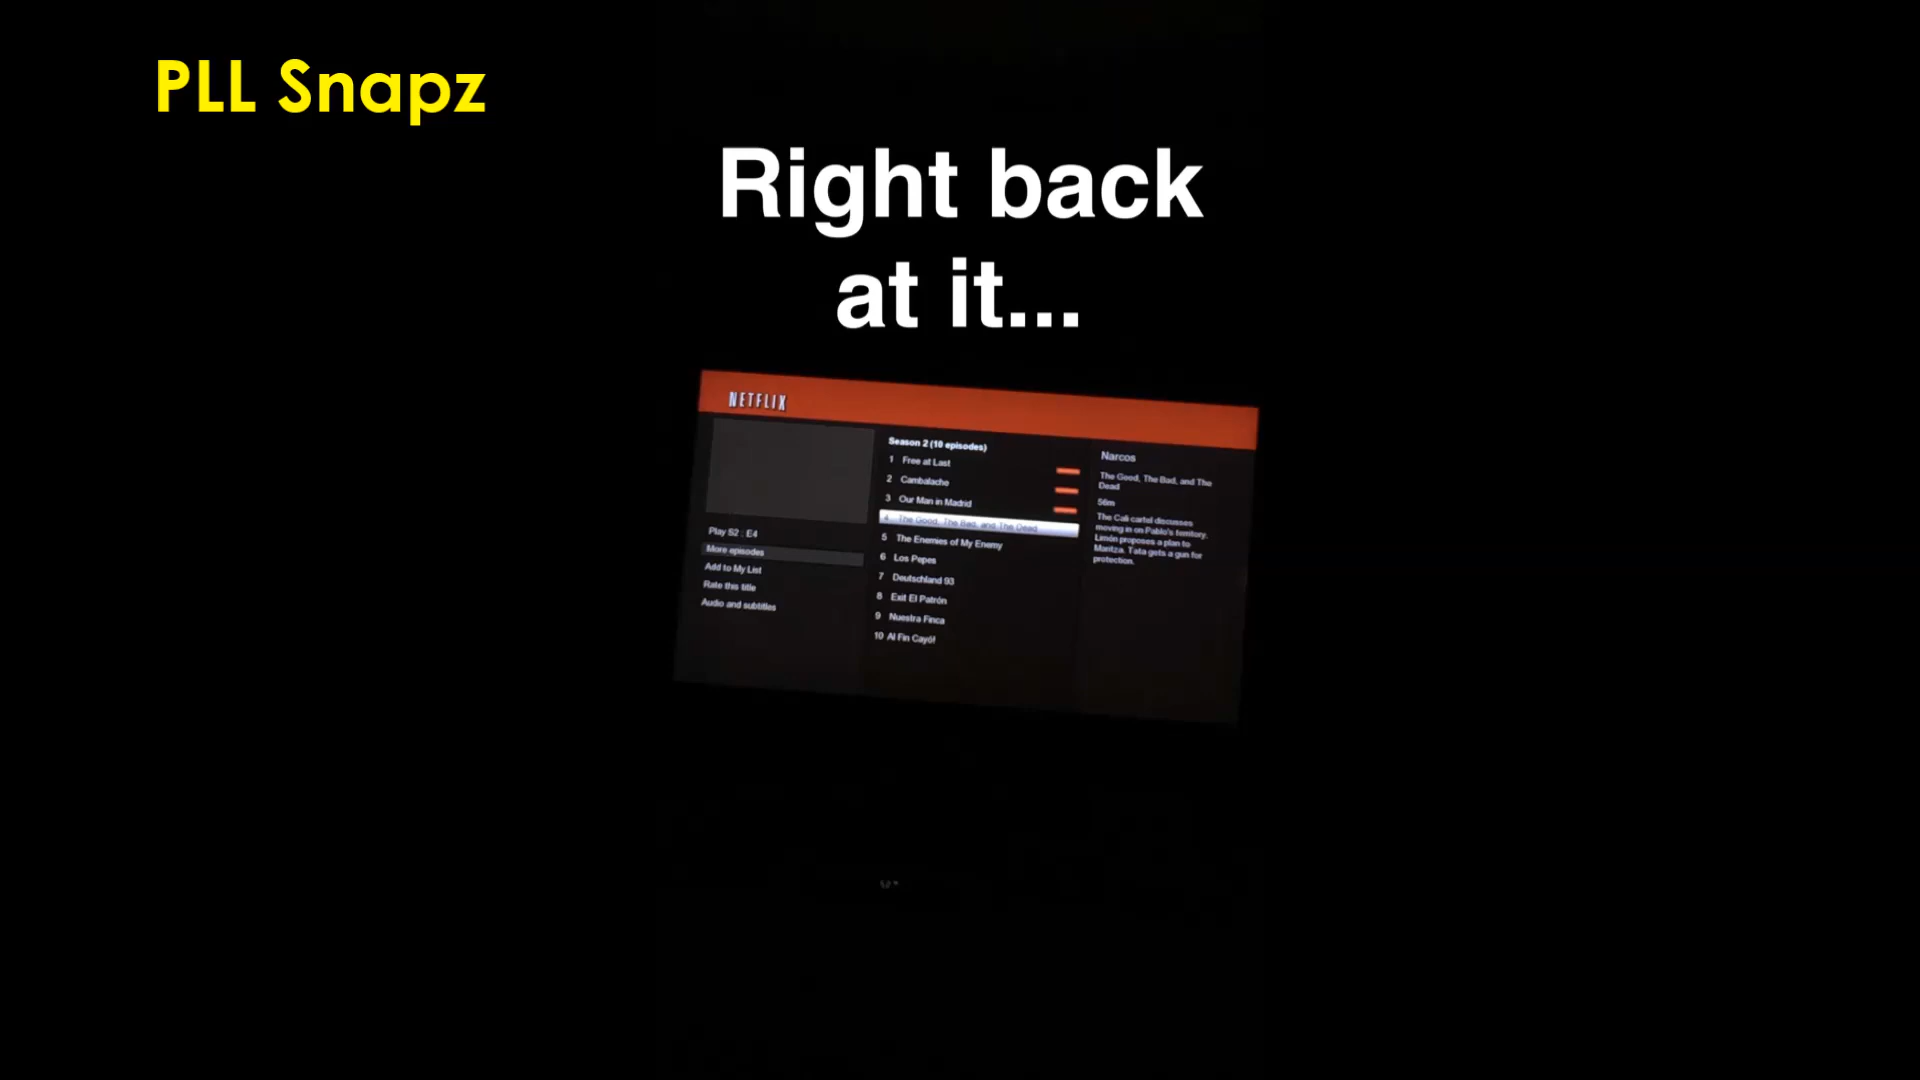 PLL Snapz
Right back
at it...
NETFLIX
Play S2 : E4
More episodes
Add to My List
Rate this title
Audio and subtitles
Season 2 (10 episodes)
1 Free at Last
2 Cambalache
3 Our Man in Madrid
4 The Good, The Bad, and The Dead
5 The Enemies of My Enemy
6 Los Pepes
7 Deutschland 93
8 Exit El Patrón
9 Nuestra Finca
10 Al Fin Cayó!
Narcos
The Good, The Bad, and The
Dead
56m
The Cali cartel discusses
moving in on Pablo's territory.
Limón proposes a plan to
Maritza. Tata gets a gun for
protection.